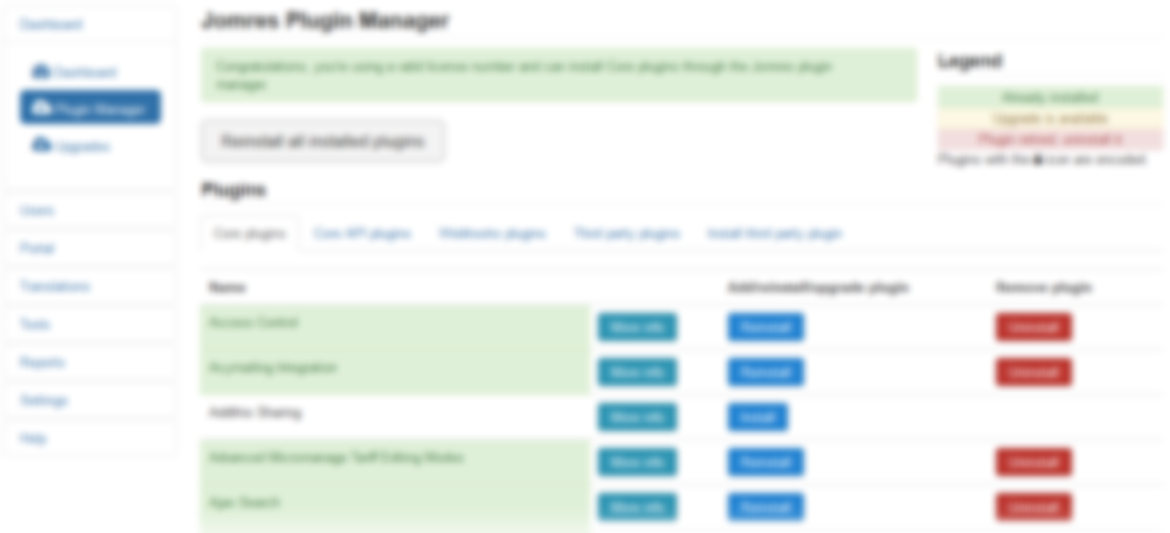 Dashboard
Dashboard
Plugin Manager
Upgrades
Users
Portal
Translations
Tools
Reports
Settings
Help
Jomres Plugin Manager
Congratulations, you're using a valid license number and can install Core plugins through the Jomres plugin
manager.
Reinstall all installed plugins
Legend
Already installed
Upgrade is available
Plugin retired, uninstall it
Plugins with the icon are encoded.
Plugins
Core plugins Core API plugins Webhooks plugins Third party plugins Install third party plugin
Name Add/reinstall/upgrade plugin Remove plugin
Access Control More info Reinstall Uninstall
Acymailing Integration More info Reinstall Uninstall
Addthis Sharing More info Install
Advanced Micromanage Tariff Editing Modes More info Reinstall Uninstall
Ajax Search More info Reinstall Uninstall